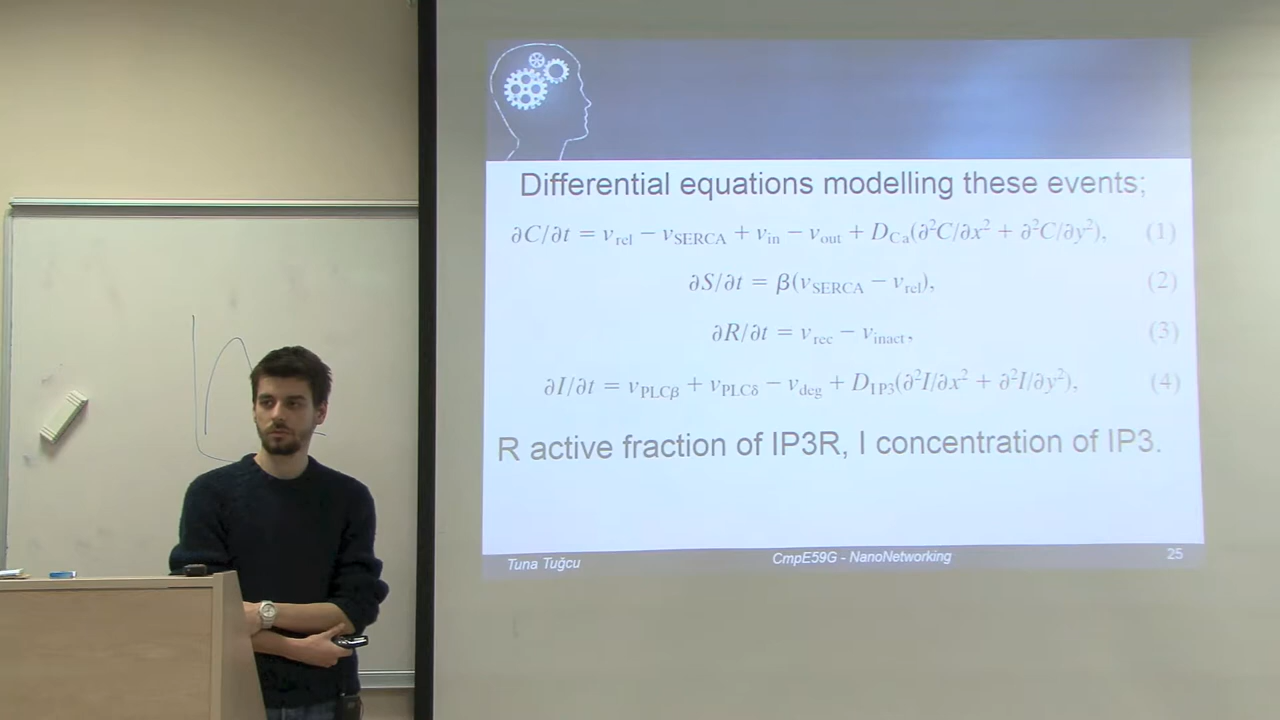 Differential equations modelling these events;
∂C/∂t = v_rel − v_SERCA + v_in − v_out + D_Ca(∂²C/∂x² + ∂²C/∂y²), (1)
∂S/∂t = β(v_SERCA − v_rel), (2)
∂R/∂t = v_rec − v_inact, (3)
∂I/∂t = v_PLCβ + v_PLCδ − v_deg + D_IP3(∂²I/∂x² + ∂²I/∂y²), (4)
R active fraction of IP3R, I concentration of IP3.
Tuna Tuğcu CmpE59G - NanoNetworking 25